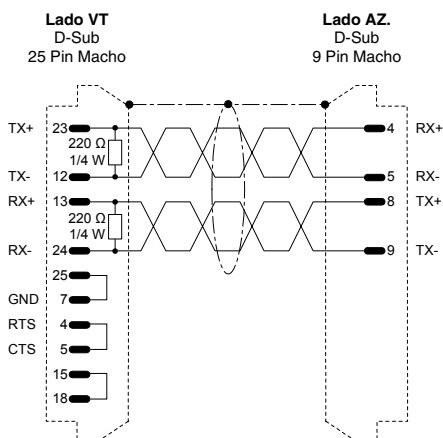 Lado VT
D-Sub
25 Pin Macho
Lado AZ.
D-Sub
9 Pin Macho
TX+ 23
220 Ω
1/4 W
TX- 12
RX+ 13
220 Ω
1/4 W
RX- 24
25
GND 7
RTS 4
CTS 5
15
18
4 RX+
5 RX-
8 TX+
9 TX-